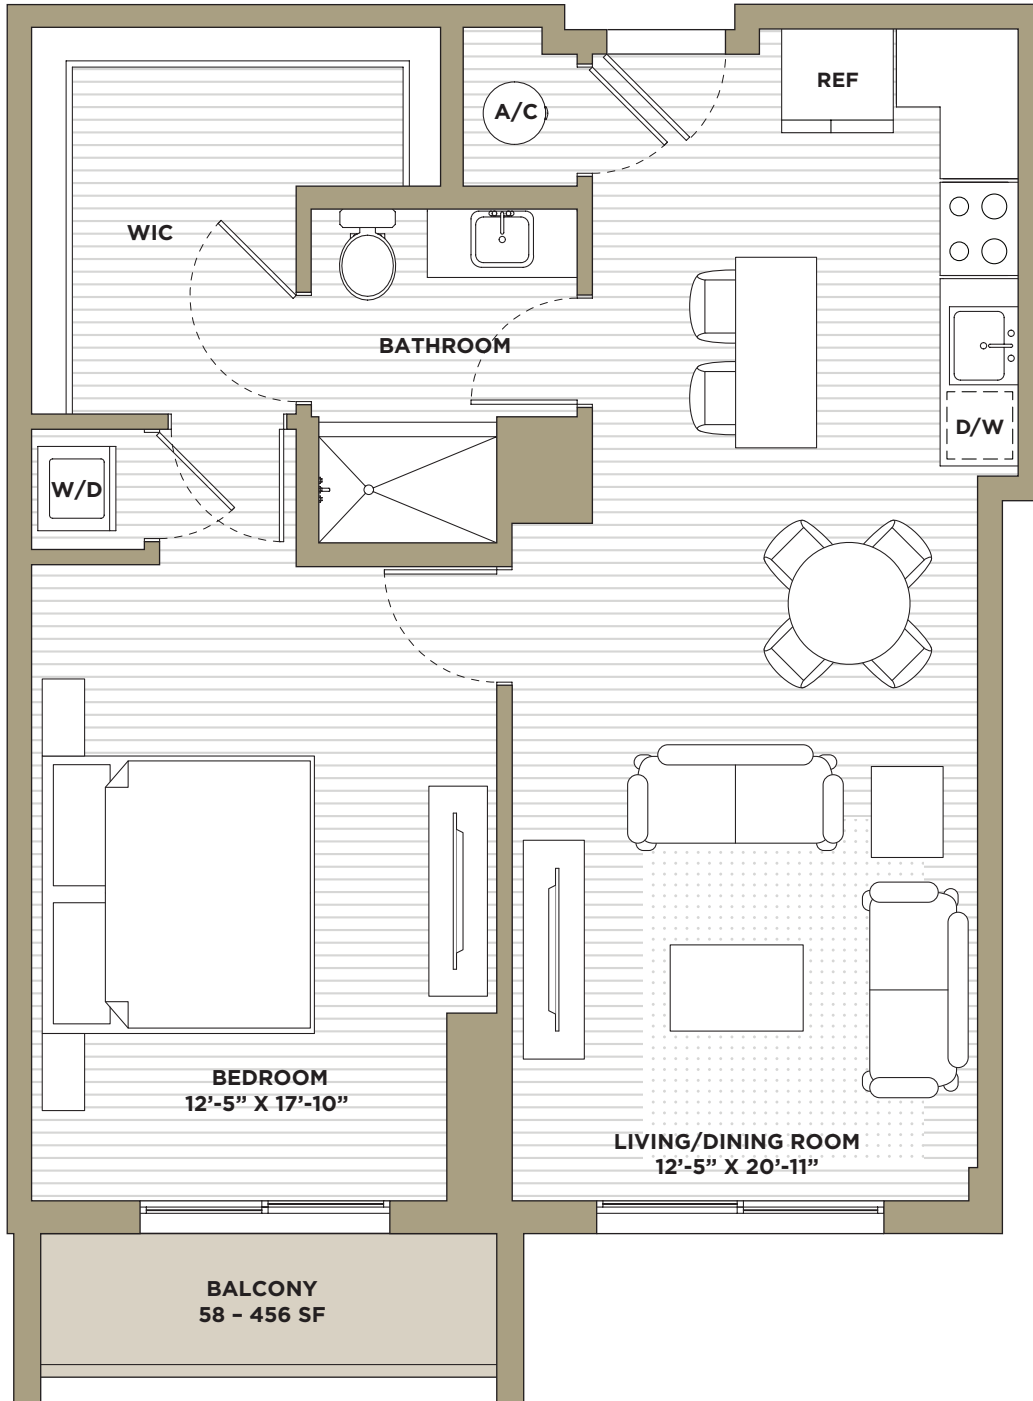 REF
A/C
WIC
BATHROOM
D/W
W/D
BEDROOM
12’-5” X 17’-10”
LIVING/DINING ROOM
12’-5” X 20’-11”
BALCONY
58 – 456 SF